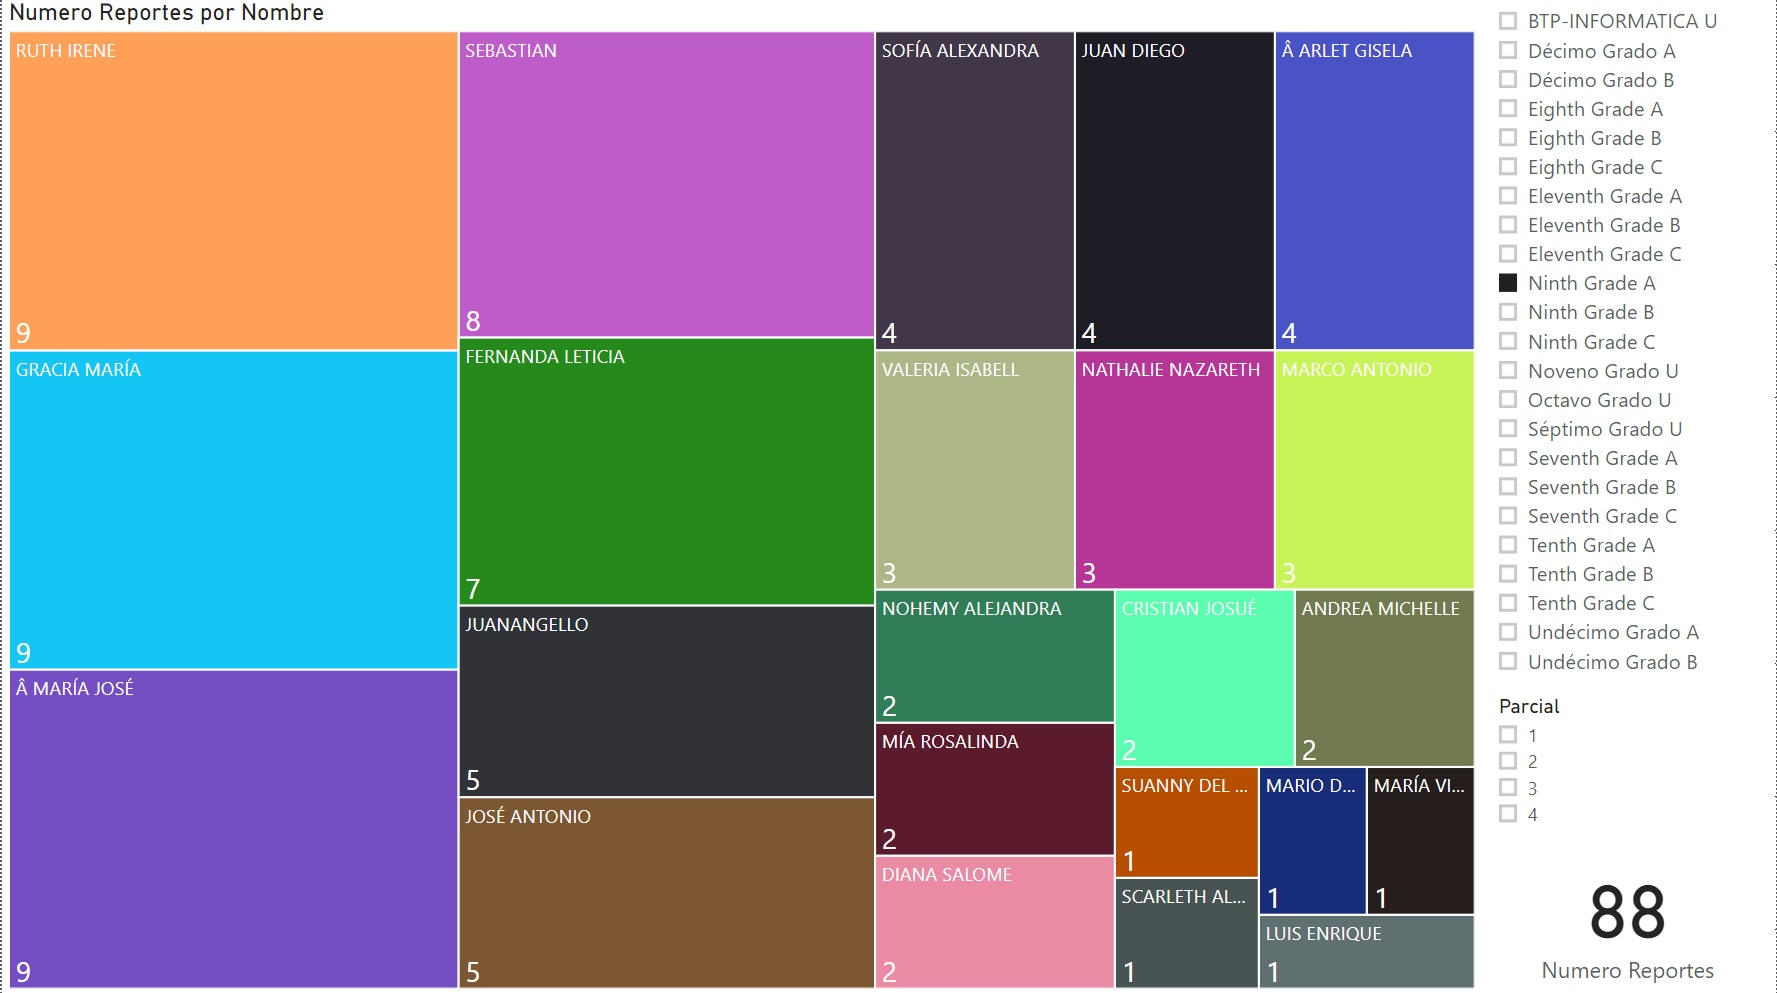 Numero Reportes por Nombre
RUTH IRENE
9
GRACIA MARÍA
9
Â MARÍA JOSÉ
9
SEBASTIAN
8
FERNANDA LETICIA
7
JUANANGELLO
5
JOSÉ ANTONIO
5
SOFÍA ALEXANDRA
4
JUAN DIEGO
4
Â ARLET GISELA
4
VALERIA ISABELL
3
NATHALIE NAZARETH
3
MARCO ANTONIO
3
NOHEMY ALEJANDRA
2
MÍA ROSALINDA
2
DIANA SALOME
2
CRISTIAN JOSUÉ
2
ANDREA MICHELLE
2
SUANNY DEL ...
1
SCARLETH AL...
1
MARIO D...
1
MARÍA VI...
1
LUIS ENRIQUE
1
BTP-INFORMATICA U
Décimo Grado A
Décimo Grado B
Eighth Grade A
Eighth Grade B
Eighth Grade C
Eleventh Grade A
Eleventh Grade B
Eleventh Grade C
Ninth Grade A
Ninth Grade B
Ninth Grade C
Noveno Grado U
Octavo Grado U
Séptimo Grado U
Seventh Grade A
Seventh Grade B
Seventh Grade C
Tenth Grade A
Tenth Grade B
Tenth Grade C
Undécimo Grado A
Undécimo Grado B
Parcial
1
2
3
4
88
Numero Reportes